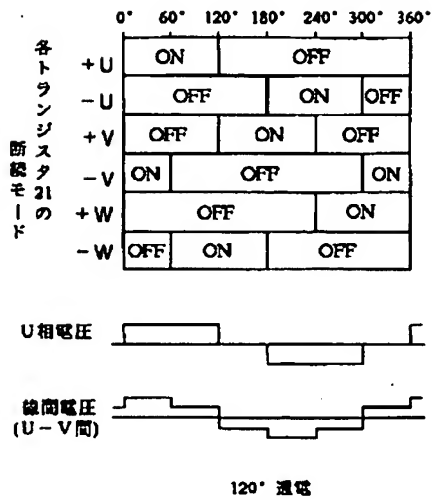 0° 60° 120° 180° 240° 300° 360°
各トランジスタ21の
断続モード
+U ON OFF
-U OFF ON OFF
+V OFF ON OFF
-V ON OFF ON
+W OFF ON
-W OFF ON OFF
U相電圧
線間電圧
(U-V間)
120° 通電